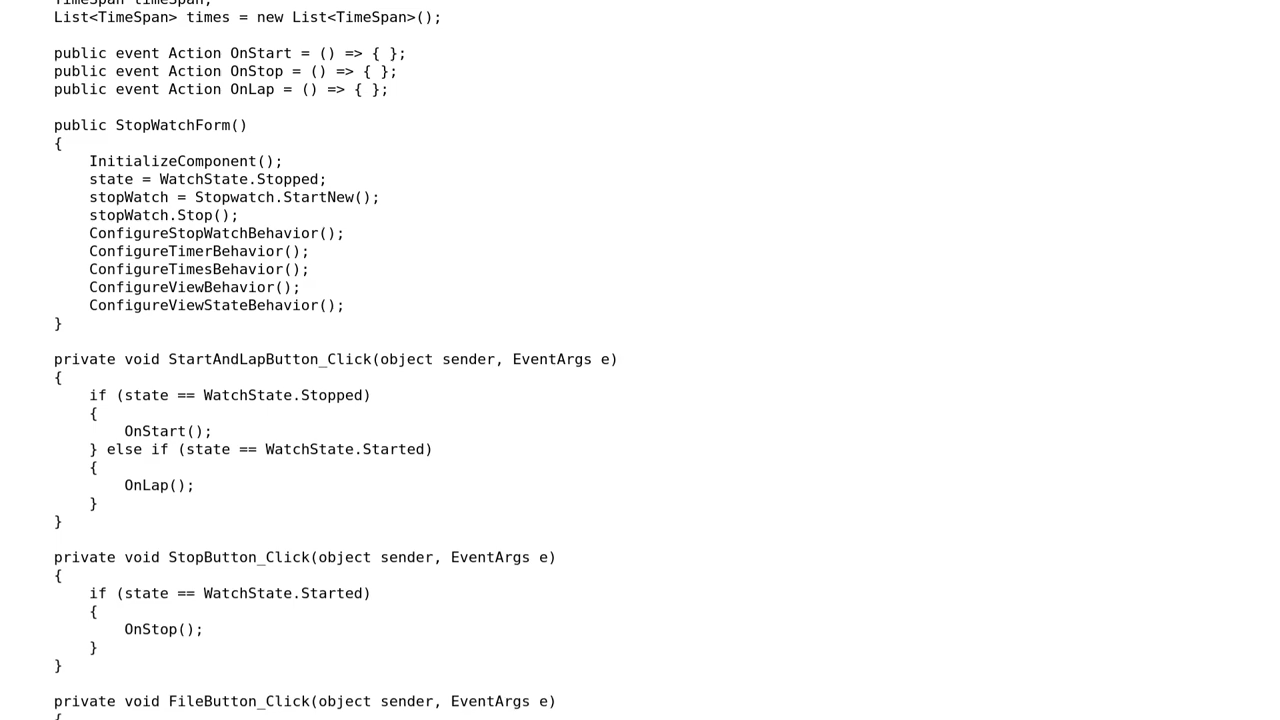 TimeSpan timeSpan;
List<TimeSpan> times = new List<TimeSpan>();
public event Action OnStart = () => { };
public event Action OnStop = () => { };
public event Action OnLap = () => { };
public StopWatchForm()
{
InitializeComponent();
state = WatchState.Stopped;
stopWatch = Stopwatch.StartNew();
stopWatch.Stop();
ConfigureStopWatchBehavior();
ConfigureTimerBehavior();
ConfigureTimesBehavior();
ConfigureViewBehavior();
ConfigureViewStateBehavior();
}
private void StartAndLapButton_Click(object sender, EventArgs e)
{
if (state == WatchState.Stopped)
{
OnStart();
} else if (state == WatchState.Started)
{
OnLap();
}
}
private void StopButton_Click(object sender, EventArgs e)
{
if (state == WatchState.Started)
{
OnStop();
}
}
private void FileButton_Click(object sender, EventArgs e)
{